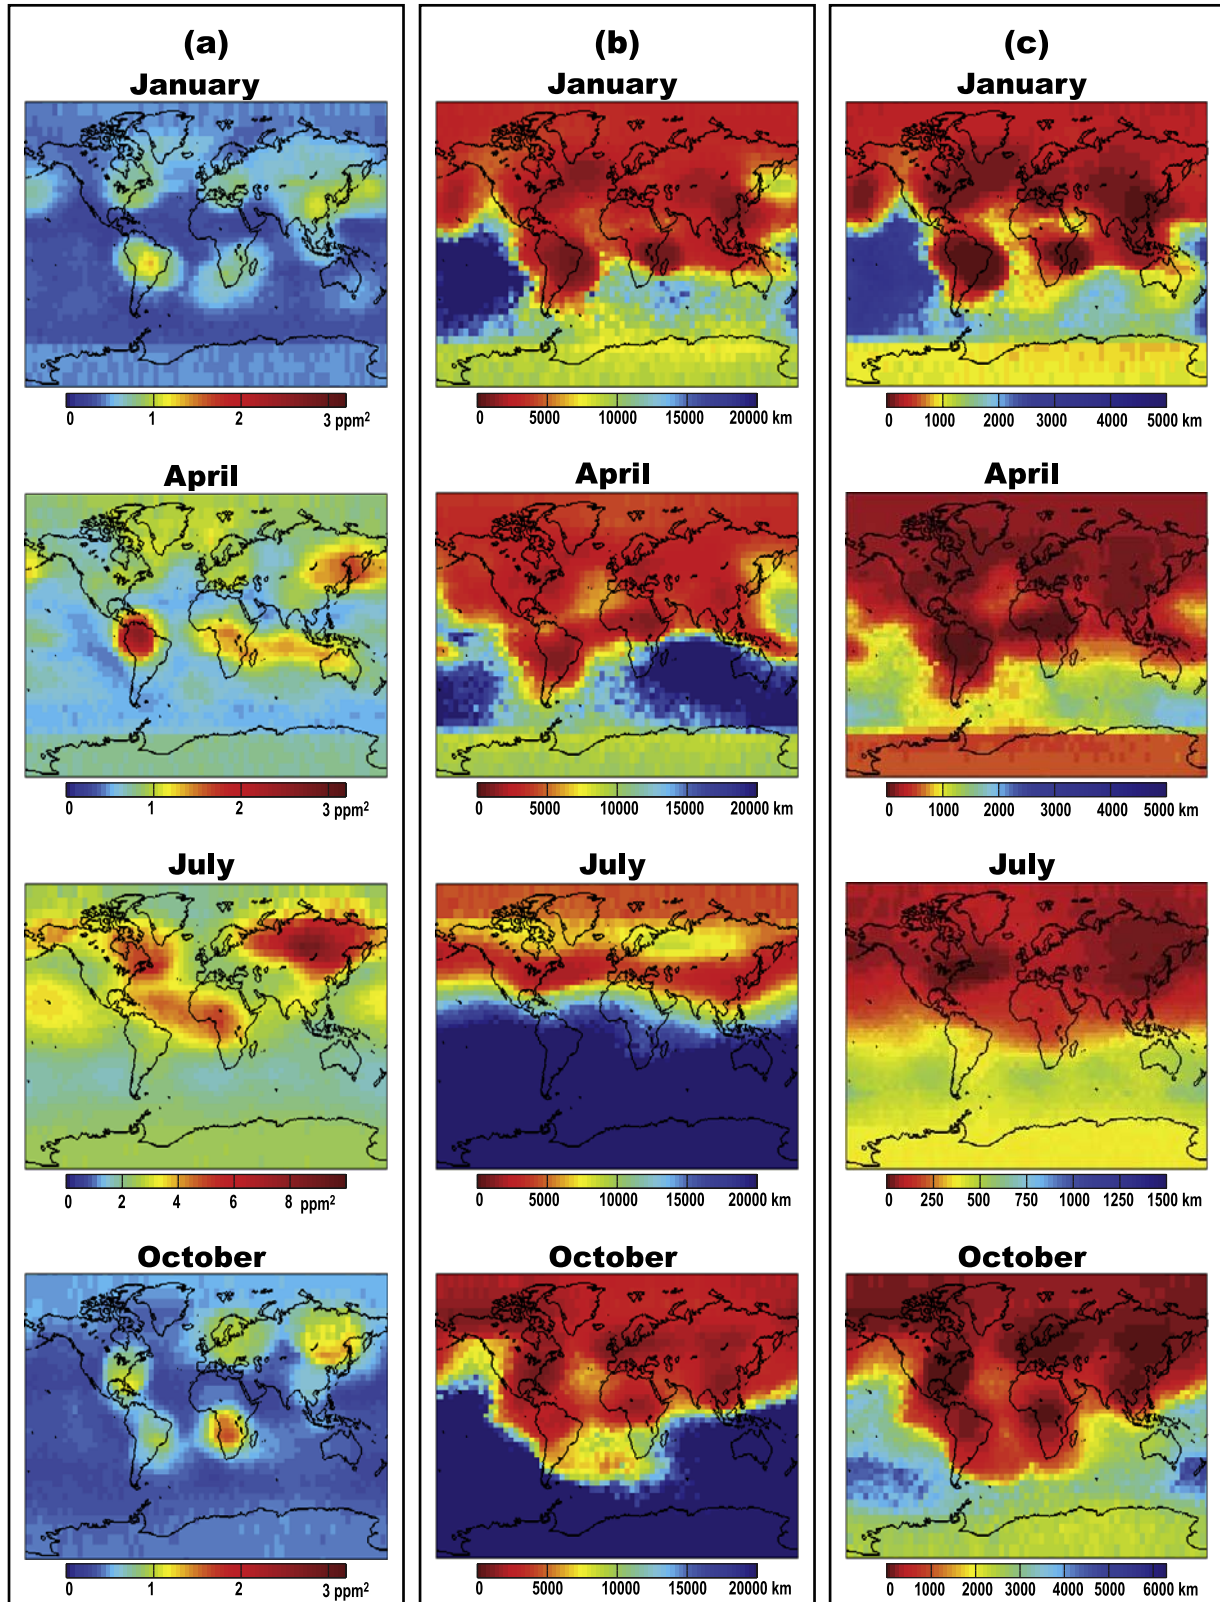 (a) (b) (c)
January January January
0 1 2 3 ppm²
0 5000 10000 15000 20000 km
0 1000 2000 3000 4000 5000 km
April April April
0 1 2 3 ppm²
0 5000 10000 15000 20000 km
0 1000 2000 3000 4000 5000 km
July July July
0 2 4 6 8 ppm²
0 5000 10000 15000 20000 km
0 250 500 750 1000 1250 1500 km
October October October
0 1 2 3 ppm²
0 5000 10000 15000 20000 km
0 1000 2000 3000 4000 5000 6000 km